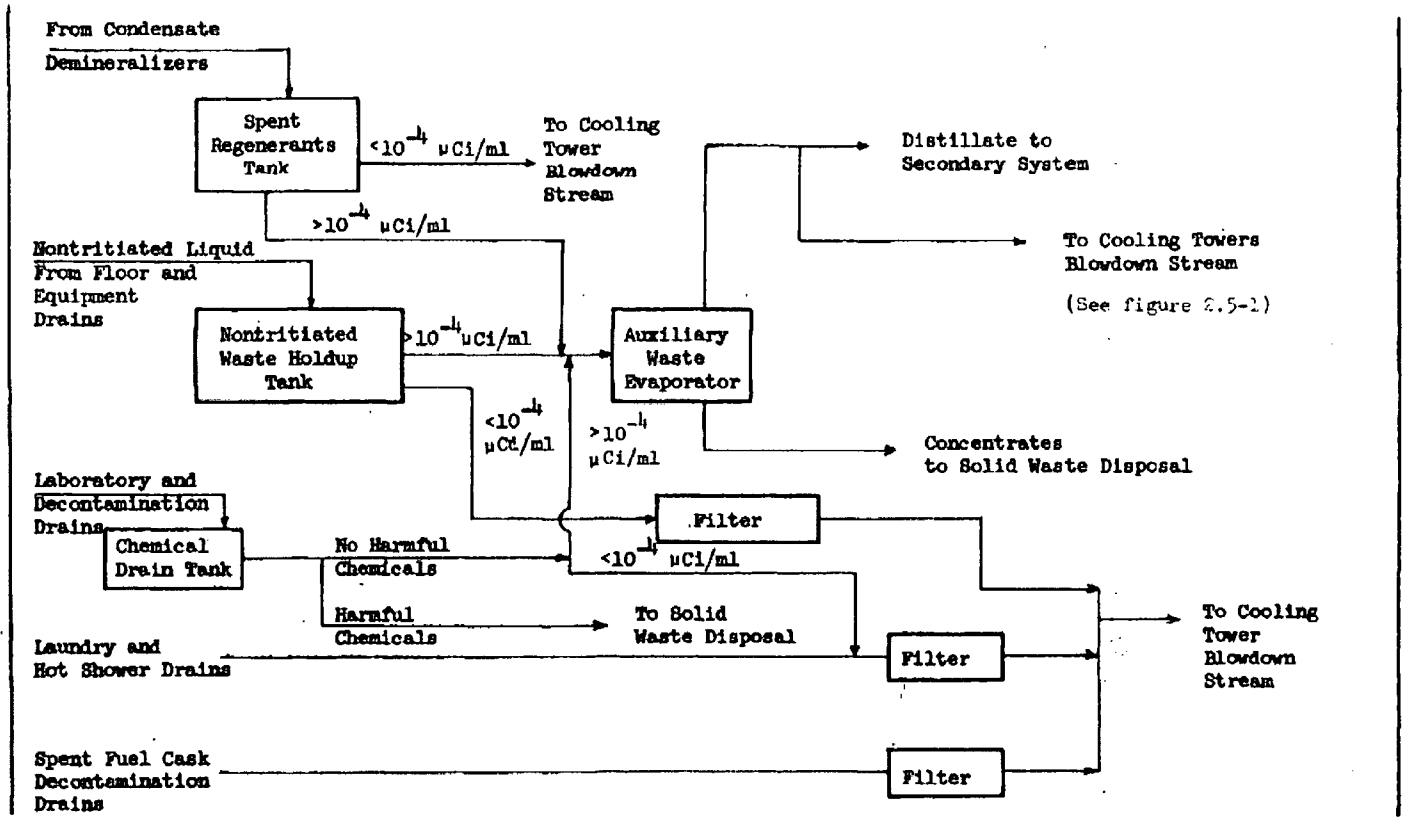 From Condensate
Demineralizers
Spent
Regenerants
Tank
<10⁻⁴ µCi/ml
To Cooling
Tower
Blowdown
Stream
Distillate to
Secondary System
>10⁻⁴ µCi/ml
To Cooling Towers
Blowdown Stream
(See figure 2.5-1)
Nontritiated Liquid
From Floor and
Equipment
Drains
Nontritiated
Waste Holdup
Tank
>10⁻⁴ µCi/ml
Auxiliary
Waste
Evaporator
<10⁻⁴
µCi/ml
>10⁻⁴
µCi/ml
Concentrates
to Solid Waste Disposal
Laboratory and
Decontamination
Drains
Filter
Chemical
Drain Tank
No Harmful
Chemicals
<10⁻⁴ µCi/ml
Harmful
Chemicals
To Solid
Waste Disposal
To Cooling
Tower
Blowdown
Stream
Laundry and
Hot Shower Drains
Filter
Spent Fuel Cask
Decontamination
Drains
Filter